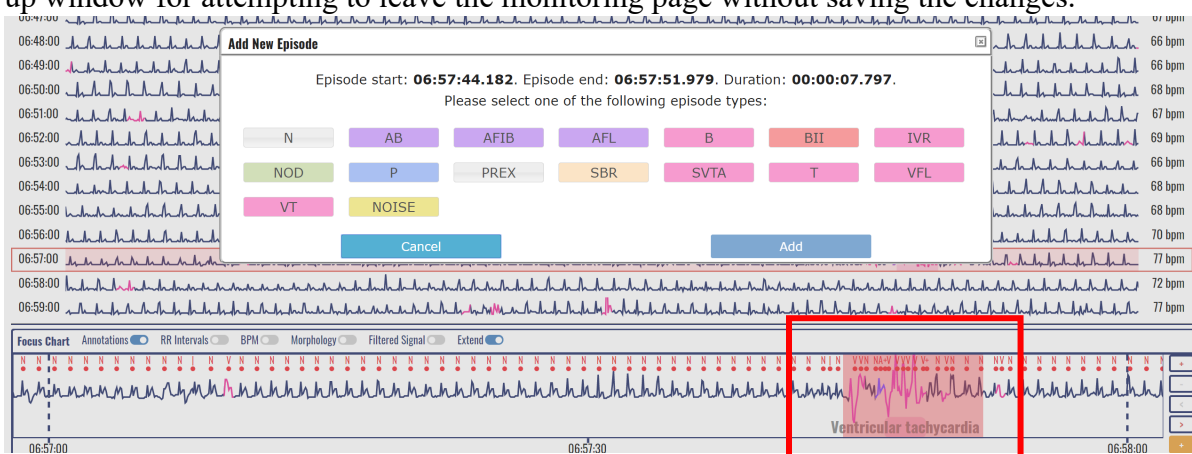 up window for attempting to leave the monitoring page without saving the changes.
06:47:00 67 bpm
06:48:00 66 bpm
Add New Episode
06:49:00 66 bpm
Episode start: 06:57:44.182. Episode end: 06:57:51.979. Duration: 00:00:07.797.
06:50:00 68 bpm
Please select one of the following episode types:
06:51:00 67 bpm
06:52:00 69 bpm
N AB AFIB AFL B BII IVR
06:53:00 66 bpm
NOD P PREX SBR SVTA T VFL
06:54:00 68 bpm
06:55:00 68 bpm
VT NOISE
06:56:00 70 bpm
Cancel Add
06:57:00 77 bpm
06:58:00 72 bpm
06:59:00 77 bpm
Focus Chart Annotations RR Intervals BPM Morphology Filtered Signal Extend
Ventricular tachycardia
06:57:00 06:57:30 06:58:00